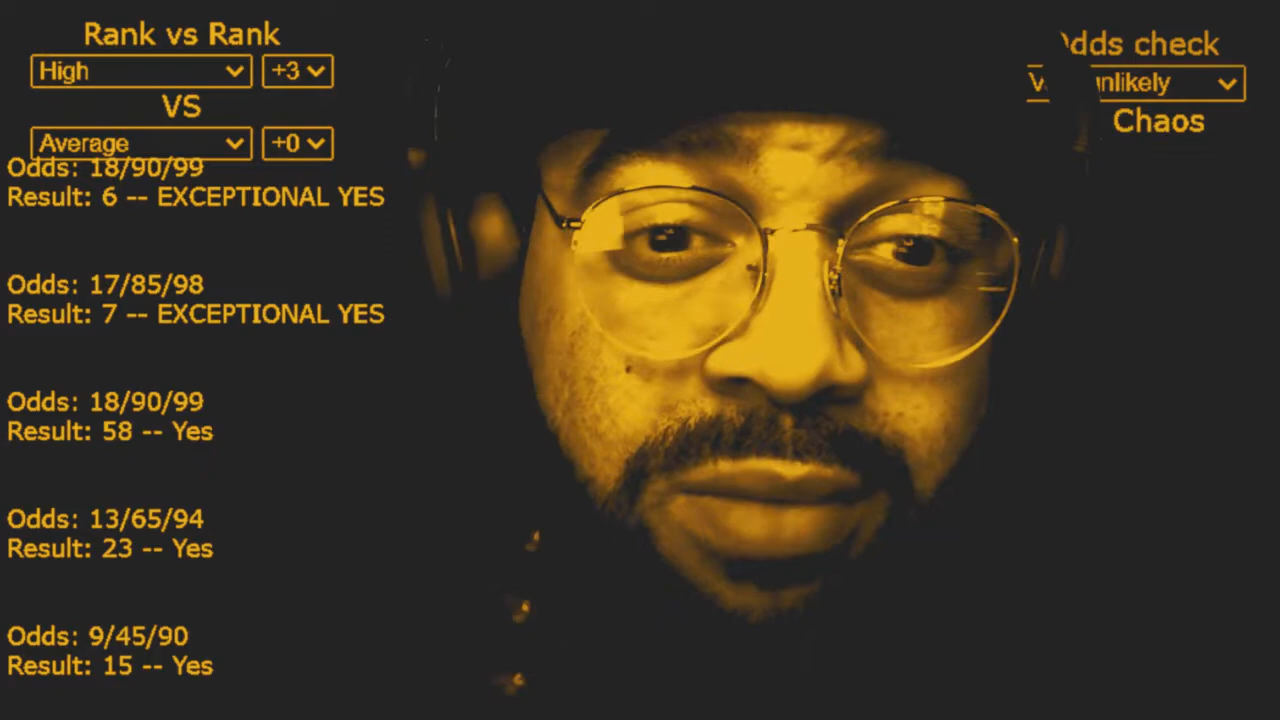 Rank vs Rank
High +3
VS
Average +0
Odds: 18/90/99
Result: 6 -- EXCEPTIONAL YES
Odds: 17/85/98
Result: 7 -- EXCEPTIONAL YES
Odds: 18/90/99
Result: 58 -- Yes
Odds: 13/65/94
Result: 23 -- Yes
Odds: 9/45/90
Result: 15 -- Yes
check
Chaos